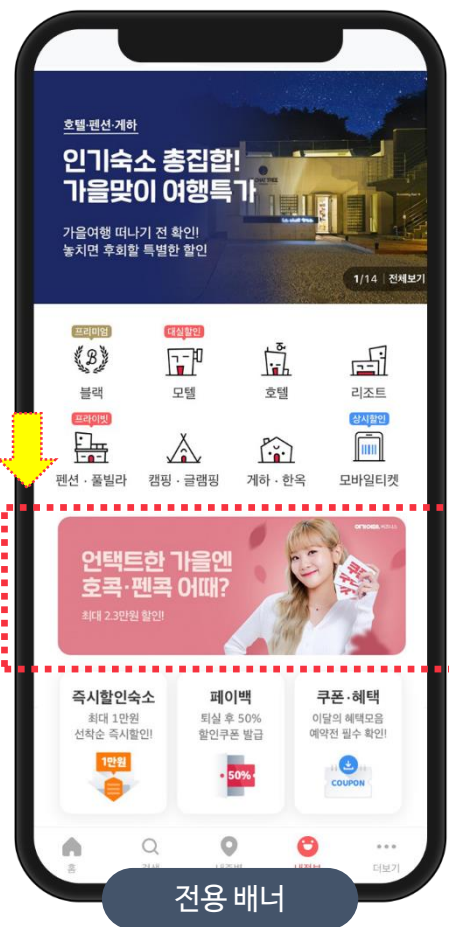 호텔·펜션·게하
인기숙소 총집합!
가을맞이 여행특가
가을여행 떠나기 전 확인!
놓치면 후회할 특별한 할인
1/14 전체보기
프리미엄
대실할인
블랙
모텔
호텔
리조트
프라이빗
상시할인
펜션 · 풀빌라
캠핑 · 글램핑
게하 · 한옥
모바일티켓
언택트한 가을엔
호콕·펜콕 어때?
최대 2.3만원 할인!
즉시할인숙소
최대 1만원
선착순 즉시할인!
1만원
페이백
퇴실 후 50%
할인쿠폰 발급
50%
쿠폰·혜택
이달의 혜택모음
예약전 필수 확인!
COUPON
홈
더보기
전용 배너